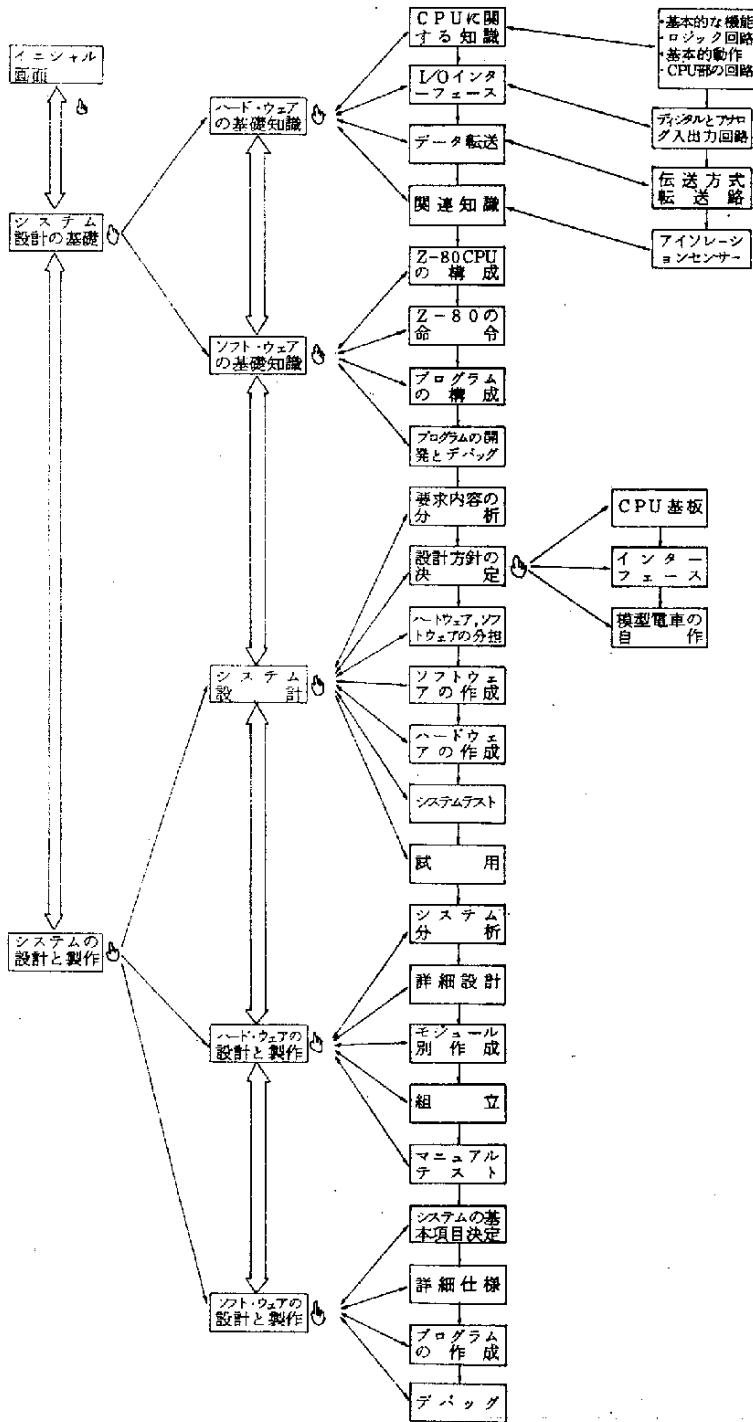 イニシャル
画面
システム
設計の基礎
システムの
設計と製作
ハード・ウェア
の基礎知識
ソフト・ウェア
の基礎知識
システム
設計
ハード・ウェアの
設計と製作
ソフト・ウェアの
設計と製作
CPUに関
する知識
I/Oインタ
ーフェース
データ転送
関連知識
Z-80CPU
の構成
Z-80の
命令
プログラム
の構成
プログラムの開
発とデバッグ
要求内容の
分析
設計方針の
決定
ハートウェア,ソフ
トウェアの分担
ソフトウェ
アの作成
ハードウェ
アの作成
システムテスト
試用
システム
分析
詳細設計
モジュール
別作成
組立
マニュアル
テスト
システムの基
本項目決定
詳細仕様
プログラム
の作成
デバッグ
・基本的な機能
・ロジック回路
・基本的動作
・CPU部の回路
ディジタルとアナロ
グ入出力回路
伝送方式
転送路
アイソレーシ
ョンセンサー
CPU基板
インター
フェース
模型電車の
自作